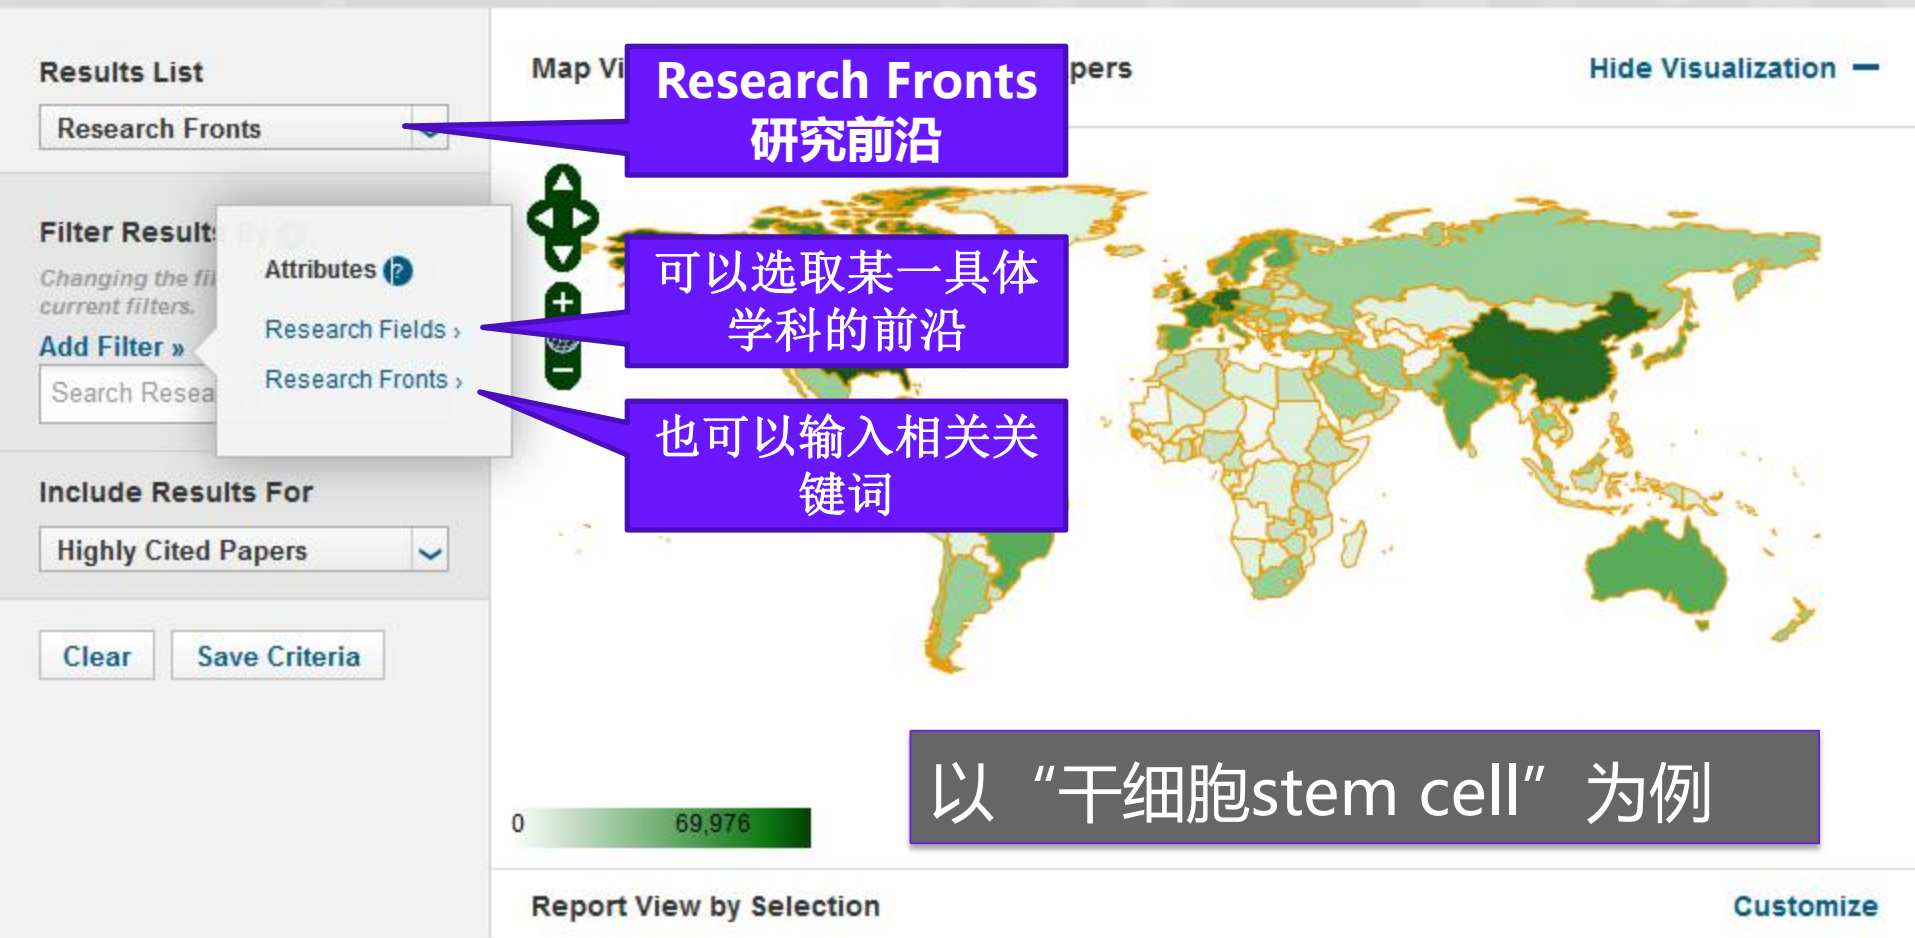 Results List
Research Fronts
Filter Result
Changing the fil
current filters.
Add Filter »
Search Resea
Attributes ?
Research Fields ›
Research Fronts ›
Include Results For
Highly Cited Papers
Clear
Save Criteria
Map Vi
pers
Hide Visualization
Research Fronts
研究前沿
可以选取某一具体
学科的前沿
也可以输入相关关
键词
0
69,976
以“干细胞stem cell”为例
Report View by Selection
Customize